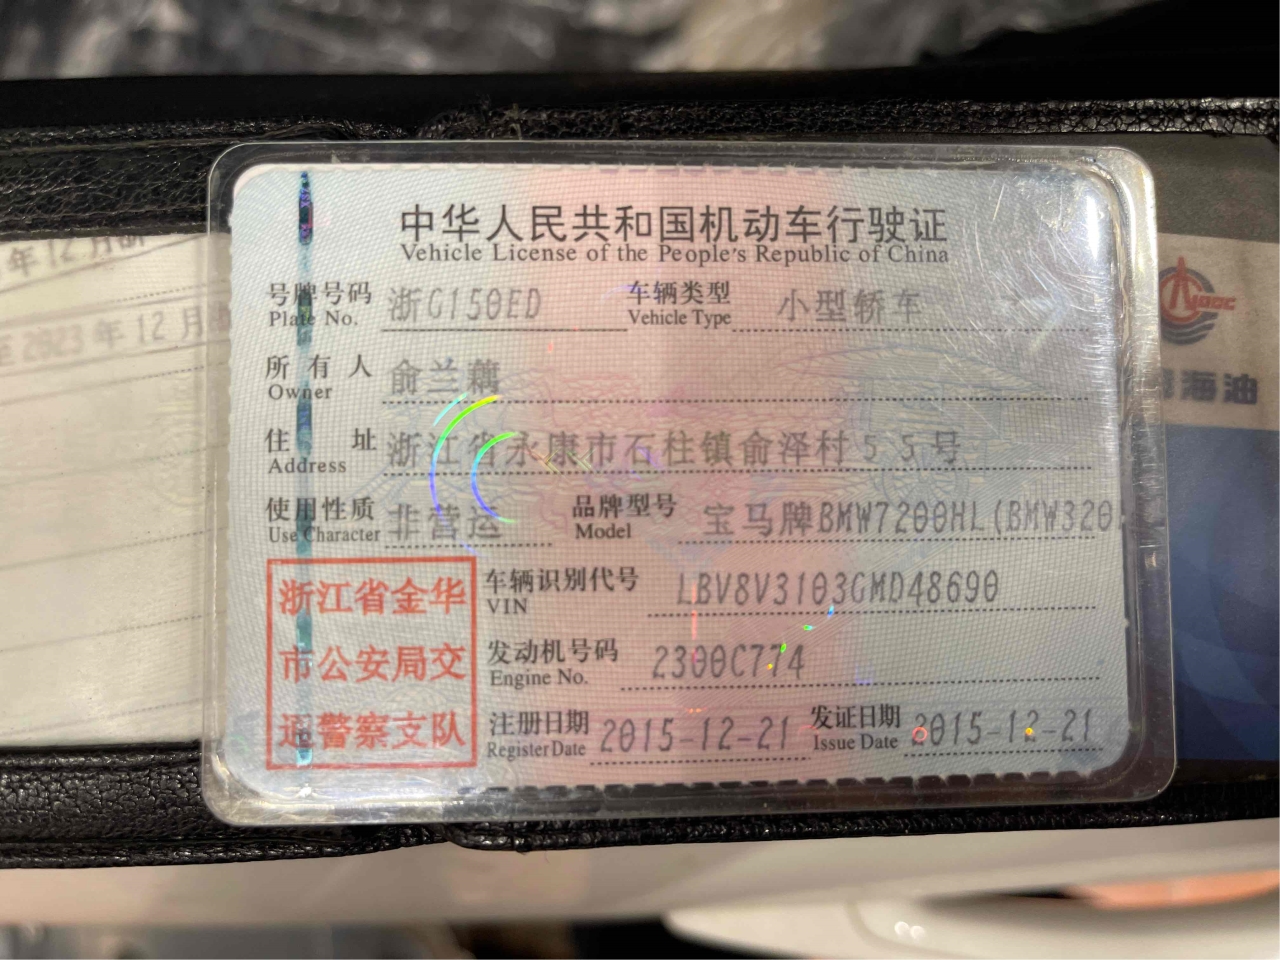 中华人民共和国机动车行驶证
Vehicle License of the People's Republic of China
号牌号码 浙G150ED 车辆类型 小型轿车
Plate No. Vehicle Type
所有人 俞兰藕
Owner
住址 浙江省永康市石柱镇俞泽村55号
Address
使用性质 非营运 品牌型号 宝马牌BMW7200HL(BMW320
Use Character Model
浙江省金华
市公安局交
通警察支队
车辆识别代号 LBV8V3103GMD48690
VIN
发动机号码 2300C774
Engine No.
注册日期 2015-12-21 发证日期 2015-12-21
Register Date Issue Date
年12月
至2023年12月
海油